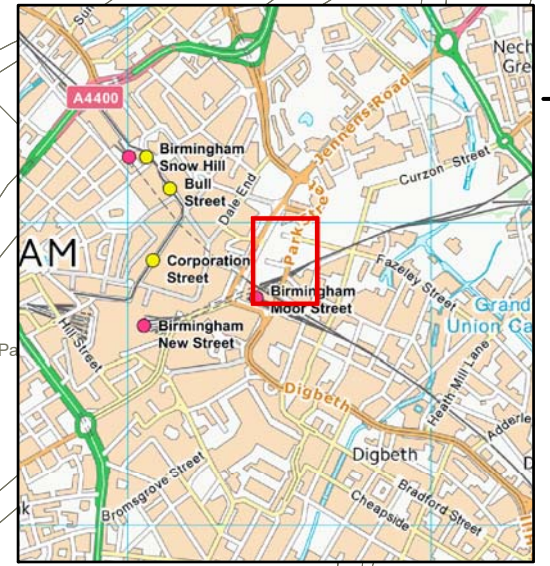 Nech
Gre
A4400
Jennens Road
Birmingham
Snow Hill
Curzon Street
Bull
Street
Dale End
Park Stre
AM
Corporation
Street
Fazeley Street
Birmingham
Moor Street
Grand
Union Ca
Hill Street
Birmingham
New Street
Pa
Heath Mill Lane
Digbeth
Adderle
Digbeth
D
Bromsgrove Street
Bradford Street
Cheapside
k